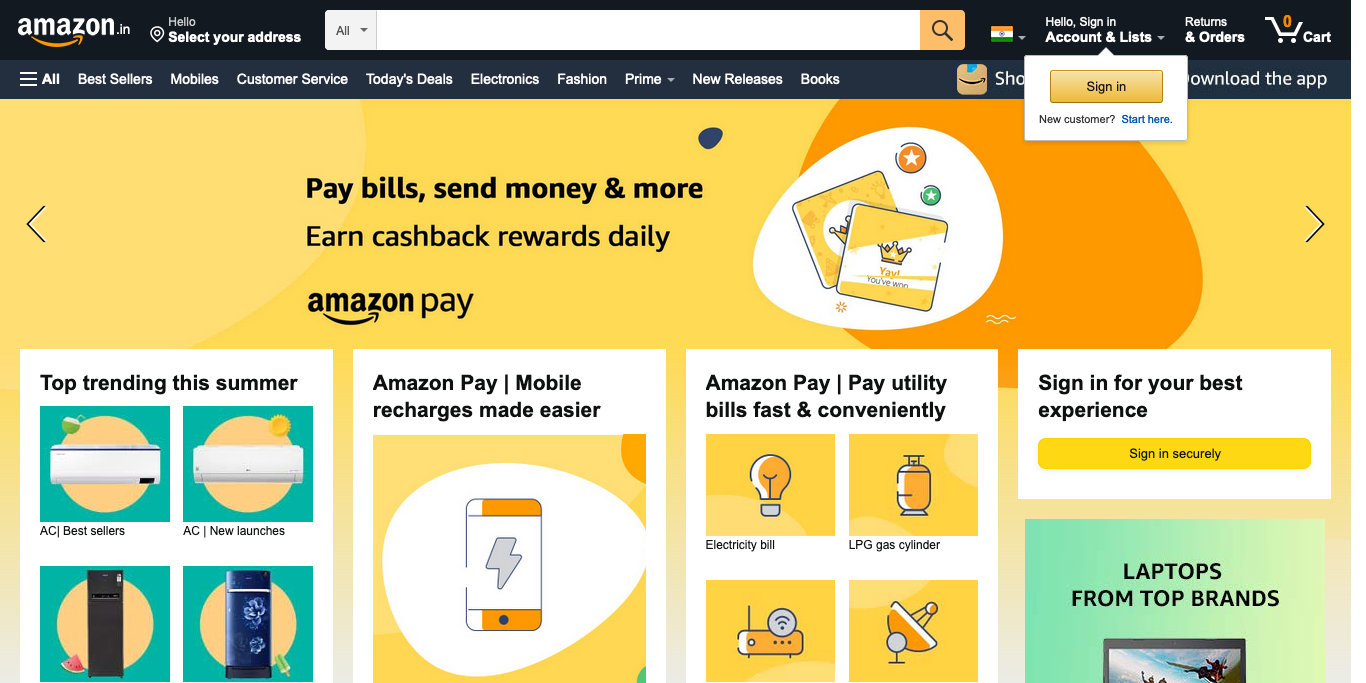 amazon.in
Hello
Select your address
All
Hello, Sign in
Account & Lists
Returns
& Orders
0
Cart
All
Best Sellers
Mobiles
Customer Service
Today's Deals
Electronics
Fashion
Prime
New Releases
Books
Sho
ownload the app
Sign in
New customer? Start here.
Pay bills, send money & more
Earn cashback rewards daily
amazon pay
Yay!
You've won
Top trending this summer
AC| Best sellers
AC | New launches
Amazon Pay | Mobile
recharges made easier
Amazon Pay | Pay utility
bills fast & conveniently
Electricity bill
LPG gas cylinder
Sign in for your best
experience
Sign in securely
LAPTOPS
FROM TOP BRANDS